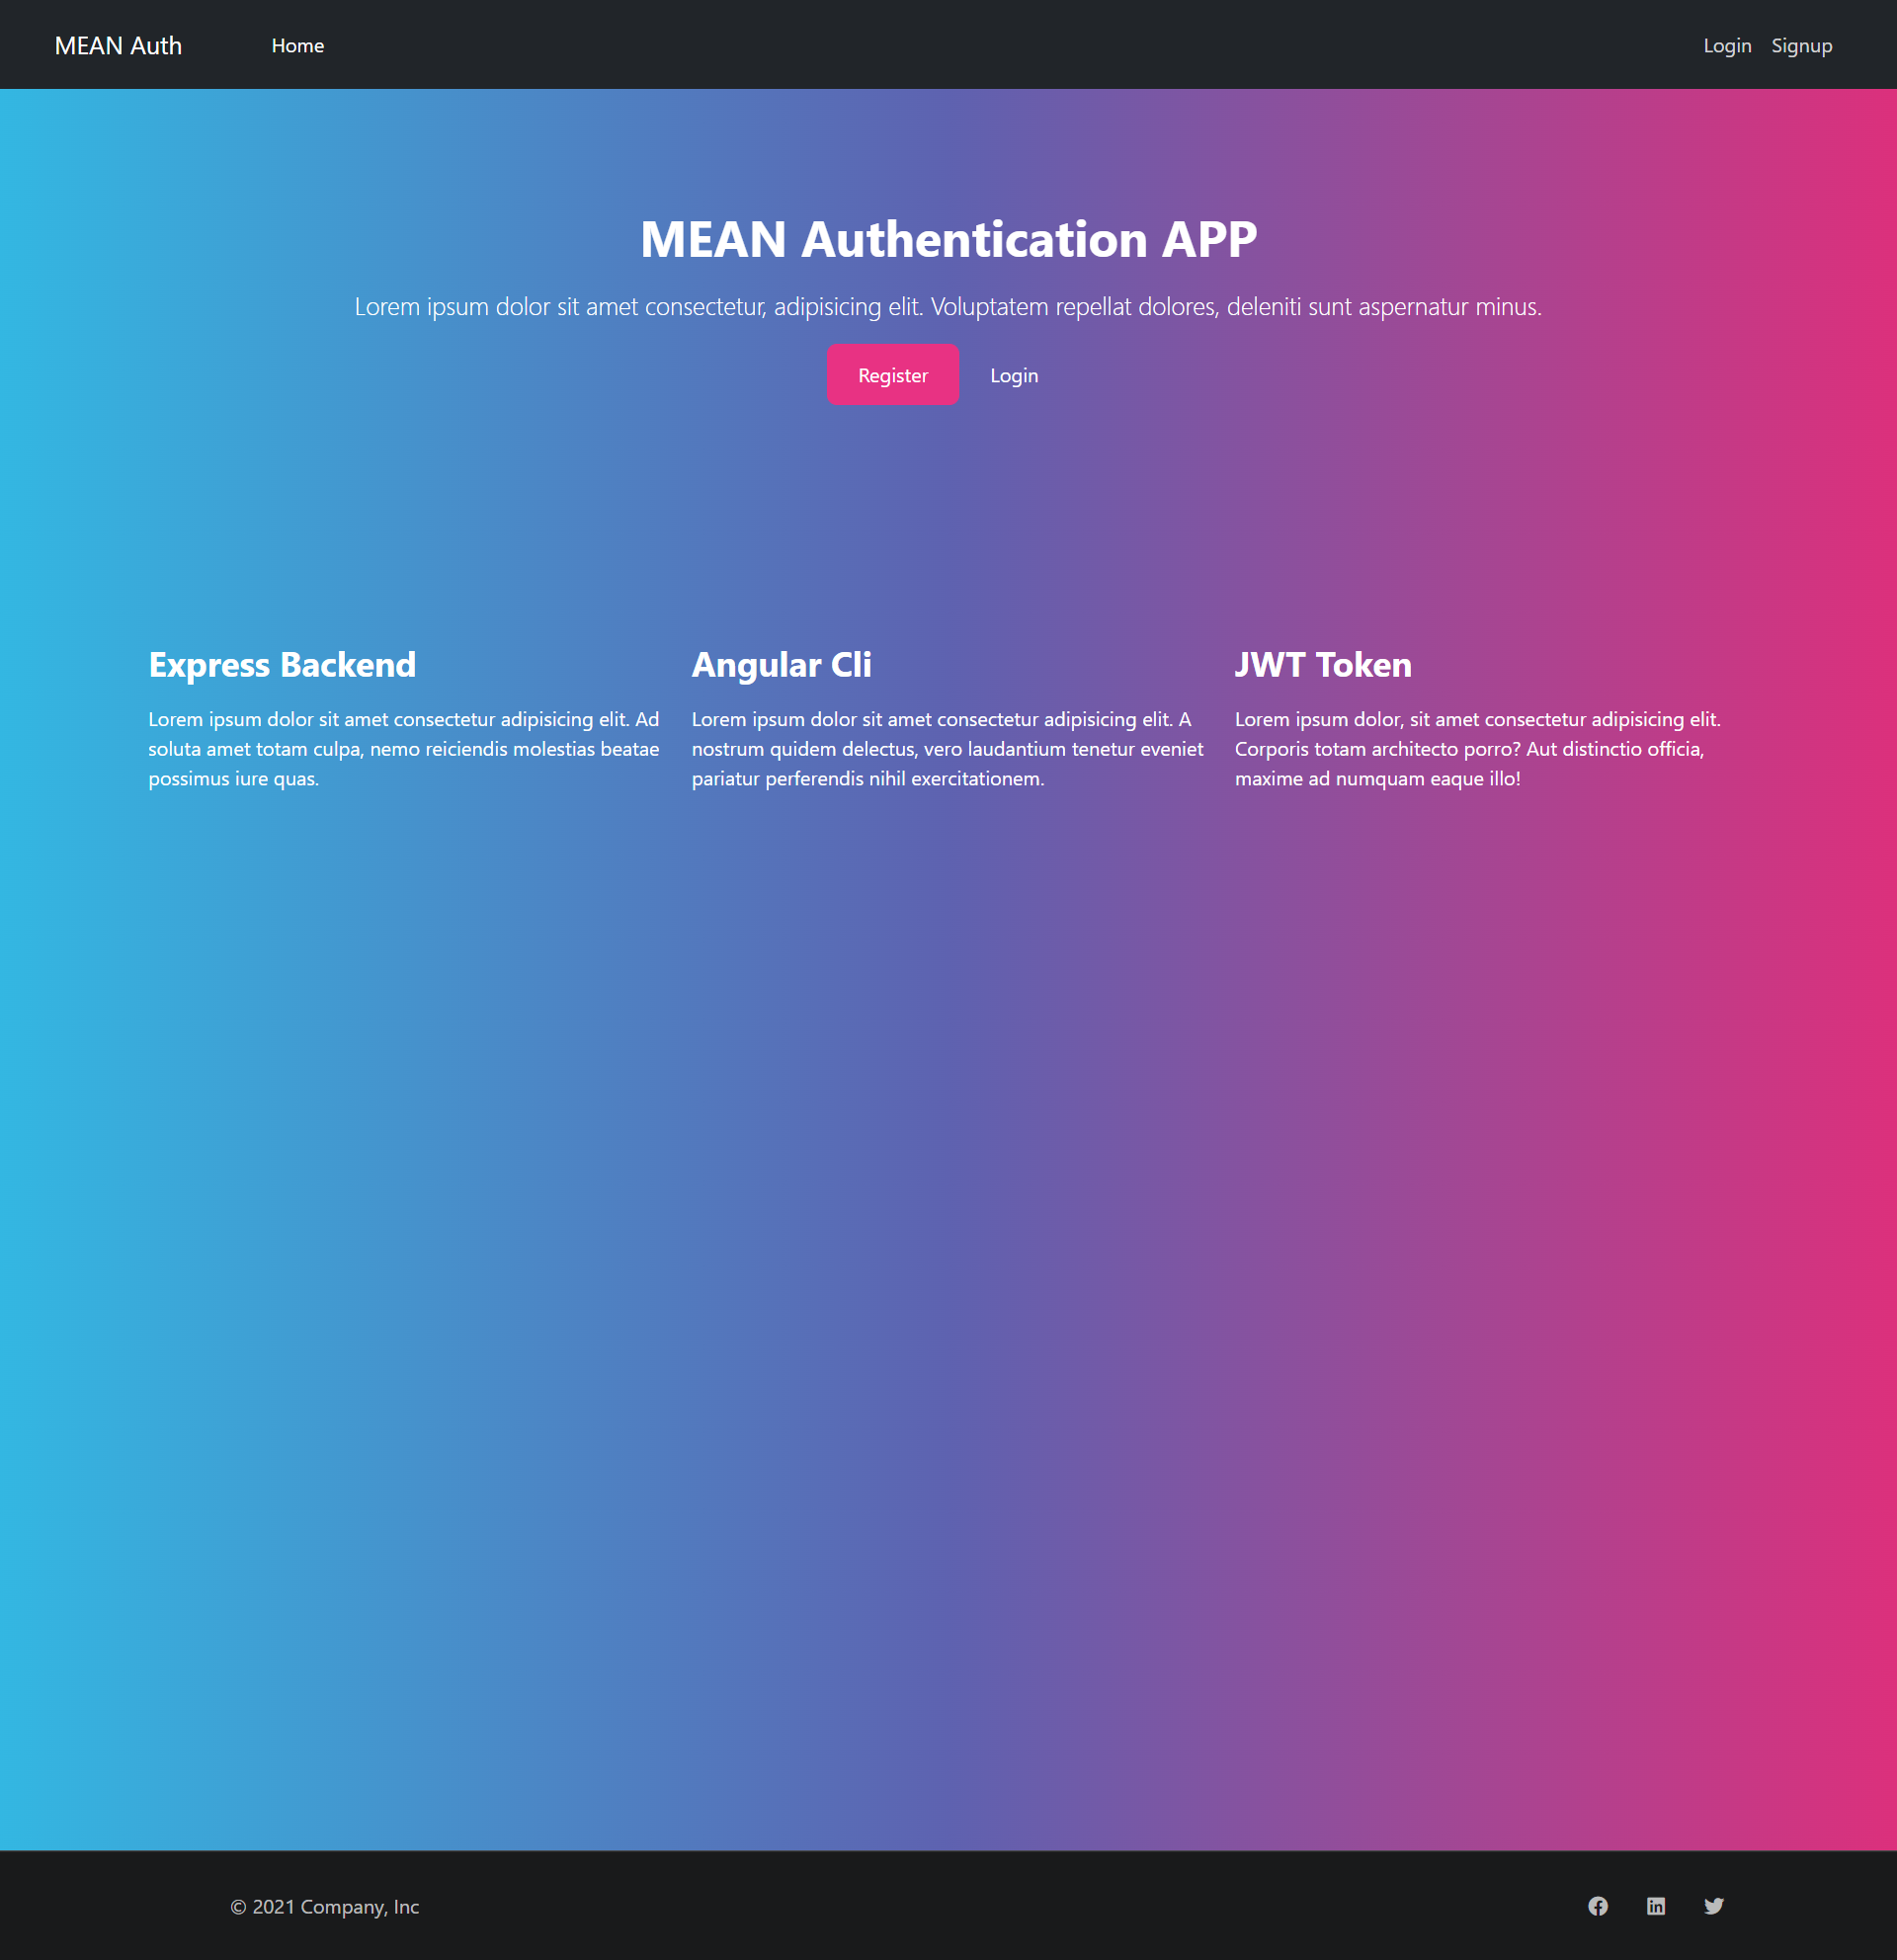 MEAN Auth Home Login Signup
MEAN Authentication APP
Lorem ipsum dolor sit amet consectetur, adipisicing elit. Voluptatem repellat dolores, deleniti sunt aspernatur minus.
Register Login
Express Backend
Lorem ipsum dolor sit amet consectetur adipisicing elit. Ad
soluta amet totam culpa, nemo reiciendis molestias beatae
possimus iure quas.
Angular Cli
Lorem ipsum dolor sit amet consectetur adipisicing elit. A
nostrum quidem delectus, vero laudantium tenetur eveniet
pariatur perferendis nihil exercitationem.
JWT Token
Lorem ipsum dolor, sit amet consectetur adipisicing elit.
Corporis totam architecto porro? Aut distinctio officia,
maxime ad numquam eaque illo!
© 2021 Company, Inc